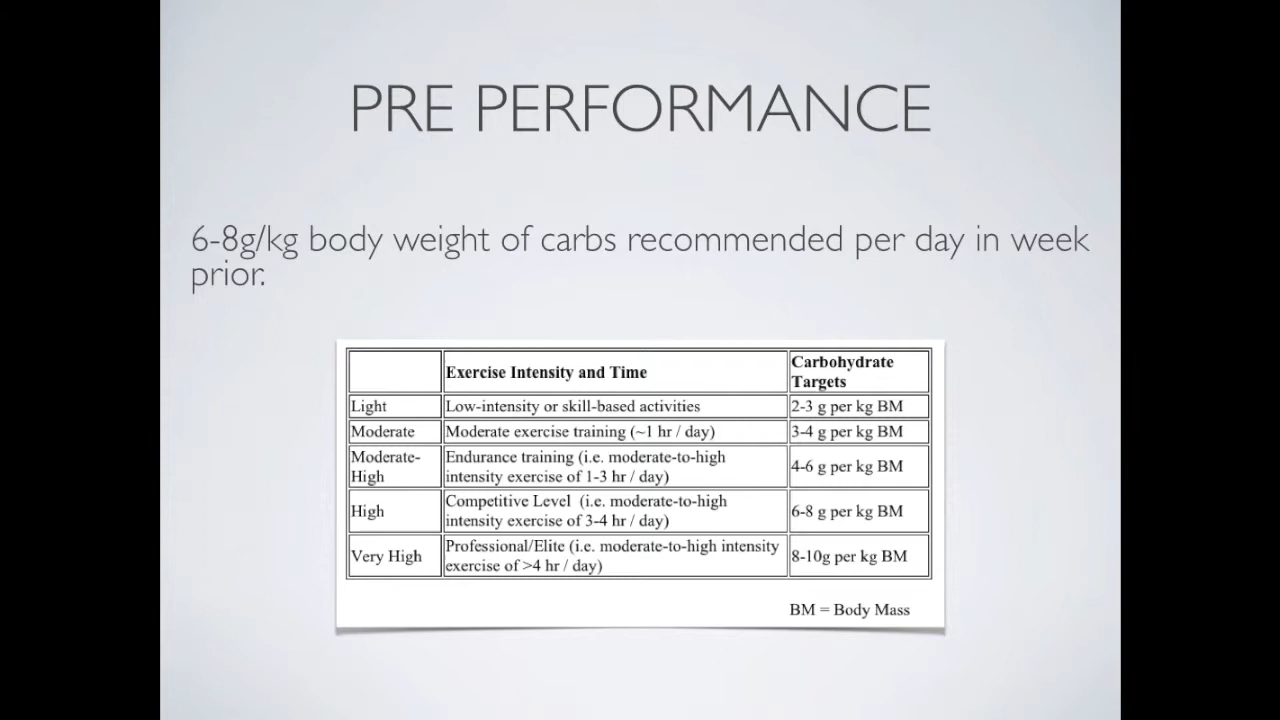 PRE PERFORMANCE
6-8g/kg body weight of carbs recommended per day in week
prior.
Exercise Intensity and Time
Carbohydrate
Targets
Light
Low-intensity or skill-based activities
2-3 g per kg BM
Moderate
Moderate exercise training (~1 hr / day)
3-4 g per kg BM
Moderate-
High
Endurance training (i.e. moderate-to-high
intensity exercise of 1-3 hr / day)
4-6 g per kg BM
High
Competitive Level (i.e. moderate-to-high
intensity exercise of 3-4 hr / day)
6-8 g per kg BM
Very High
Professional/Elite (i.e. moderate-to-high intensity
exercise of >4 hr / day)
8-10g per kg BM
BM = Body Mass